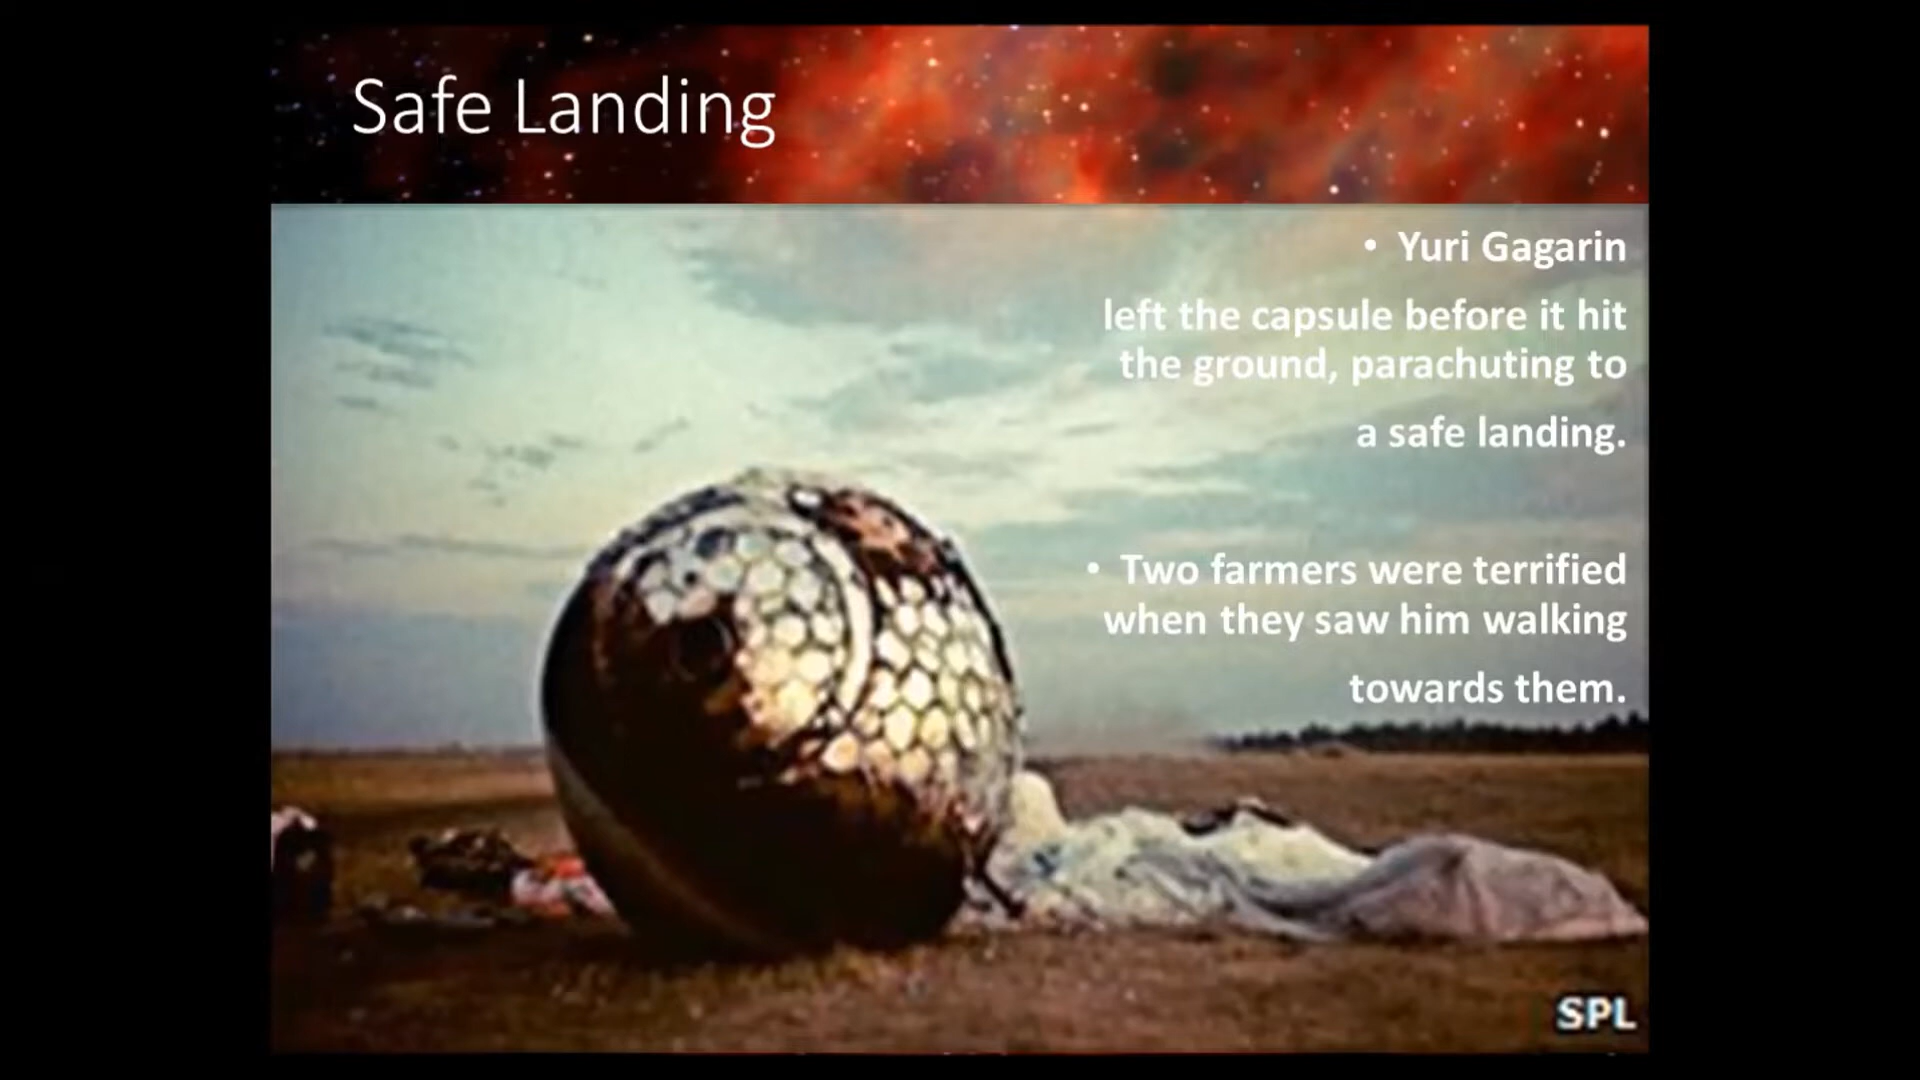 Safe Landing
• Yuri Gagarin
left the capsule before it hit
the ground, parachuting to
a safe landing.
• Two farmers were terrified
when they saw him walking
towards them.
SPL